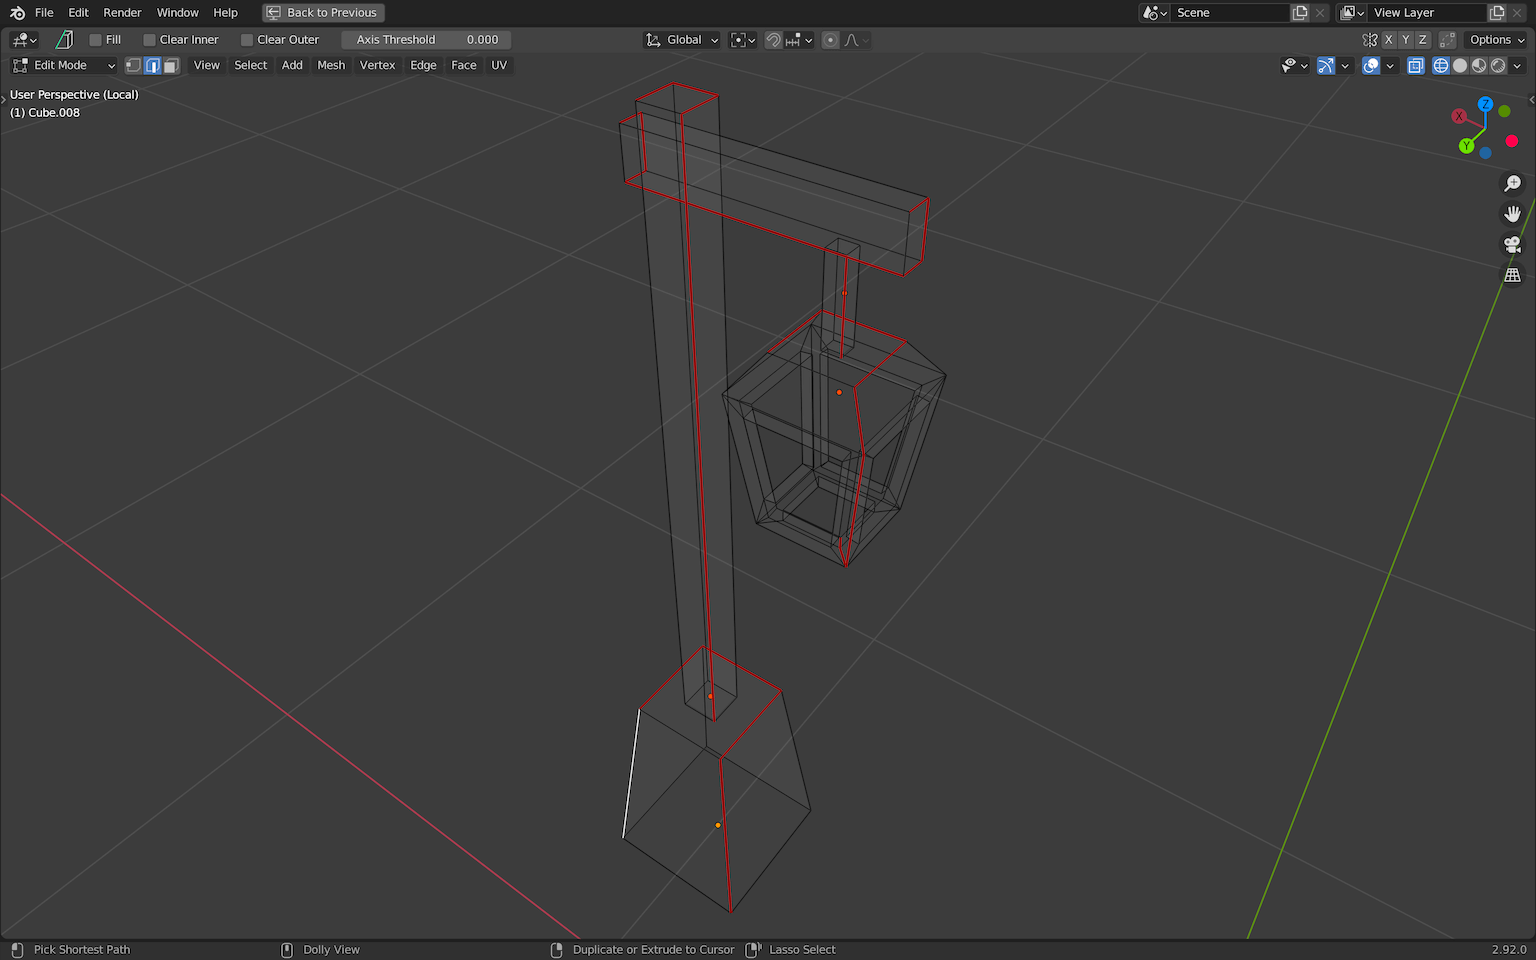 File Edit Render Window Help Back to Previous Scene View Layer
Fill Clear Inner Clear Outer Axis Threshold 0.000 Global X Y Z Options
Edit Mode View Select Add Mesh Vertex Edge Face UV
User Perspective (Local)
(1) Cube.008
Z
X
Y
Pick Shortest Path Dolly View Duplicate or Extrude to Cursor Lasso Select 2.92.0